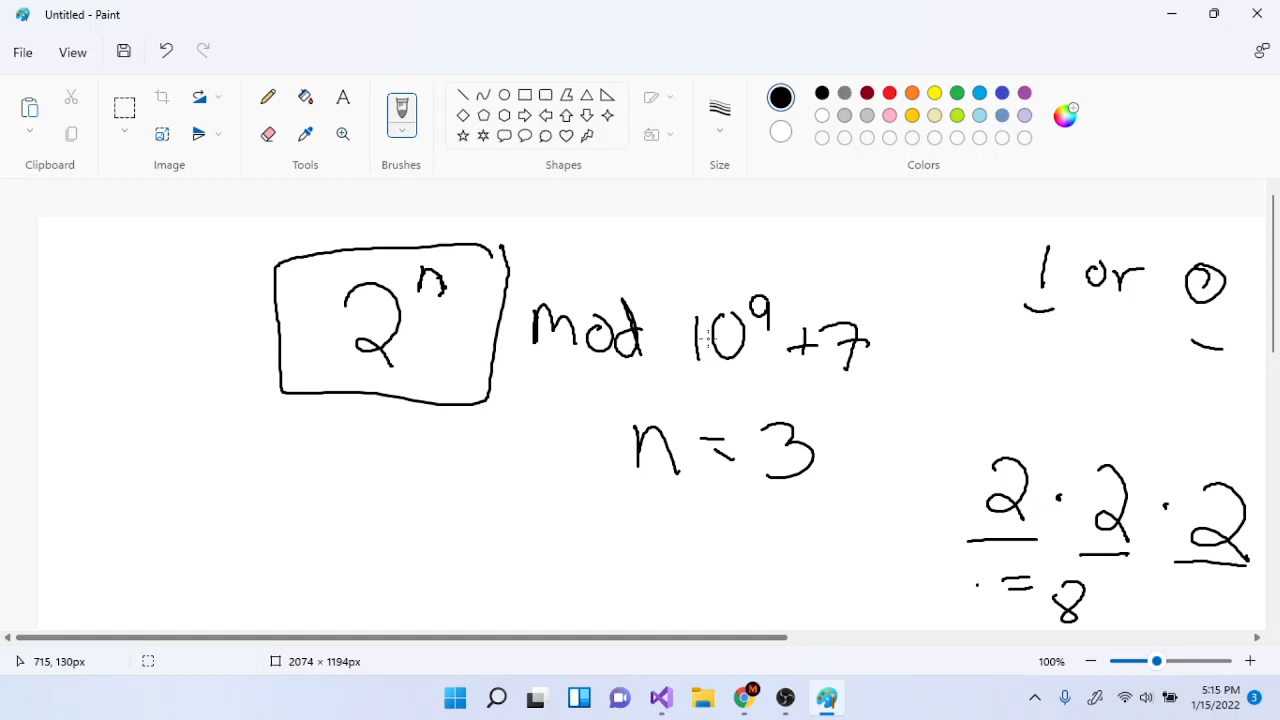 Untitled - Paint
File View
Clipboard Image Tools Brushes Shapes Size Colors
1 or 0
2^n mod 10^9 + 7
n = 3
2 · 2 · 2
· = 8
715, 130px 2074 × 1194px 100%
M
5:15 PM
1/15/2022 3